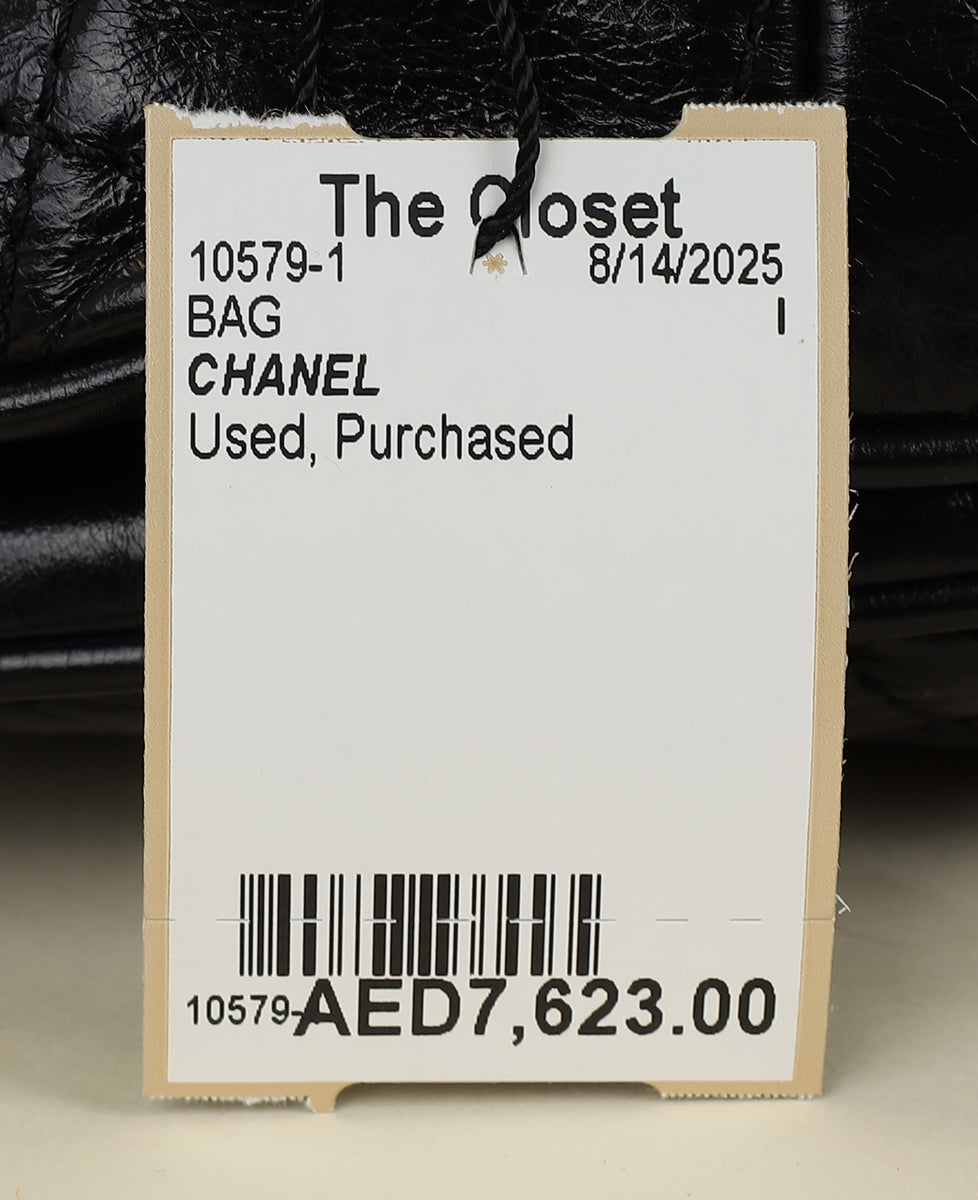 The Closet
10579-1 8/14/2025
BAG I
CHANEL
Used, Purchased
10579- AED7,623.00